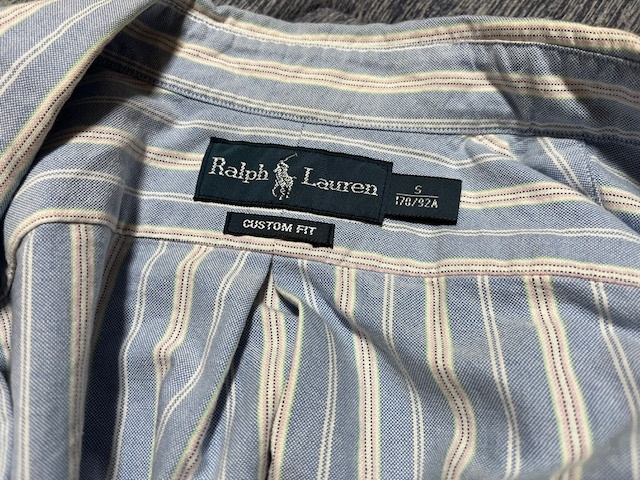 Ralph Lauren
S
170/92A
CUSTOM FIT